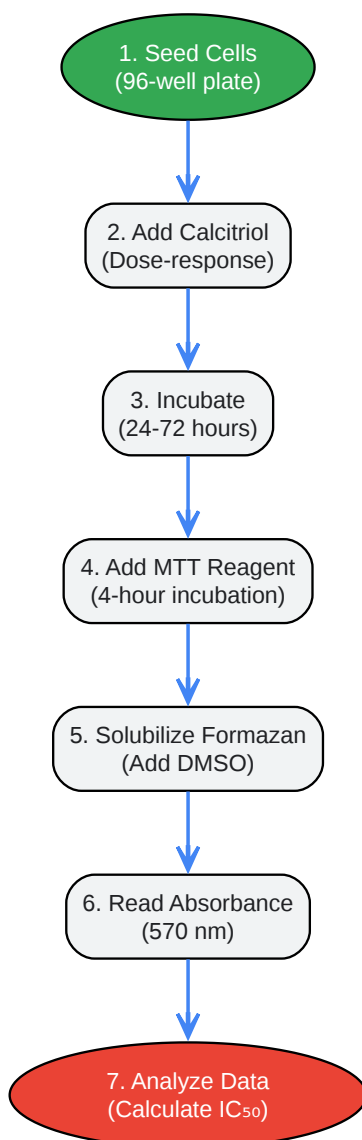 1. Seed Cells
(96-well plate)
2. Add Calcitriol
(Dose-response)
3. Incubate
(24-72 hours)
4. Add MTT Reagent
(4-hour incubation)
5. Solubilize Formazan
(Add DMSO)
6. Read Absorbance
(570 nm)
7. Analyze Data
(Calculate IC₅₀)